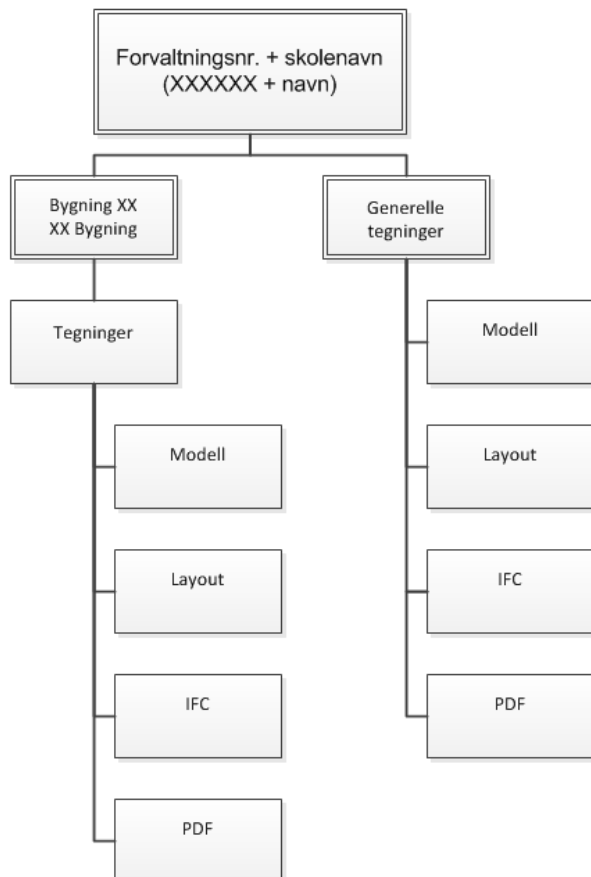 Forvaltningsnr. + skolenavn
(XXXXXX + navn)
Bygning XX
XX Bygning
Generelle
tegninger
Tegninger
Modell
Layout
IFC
PDF
Modell
Layout
IFC
PDF